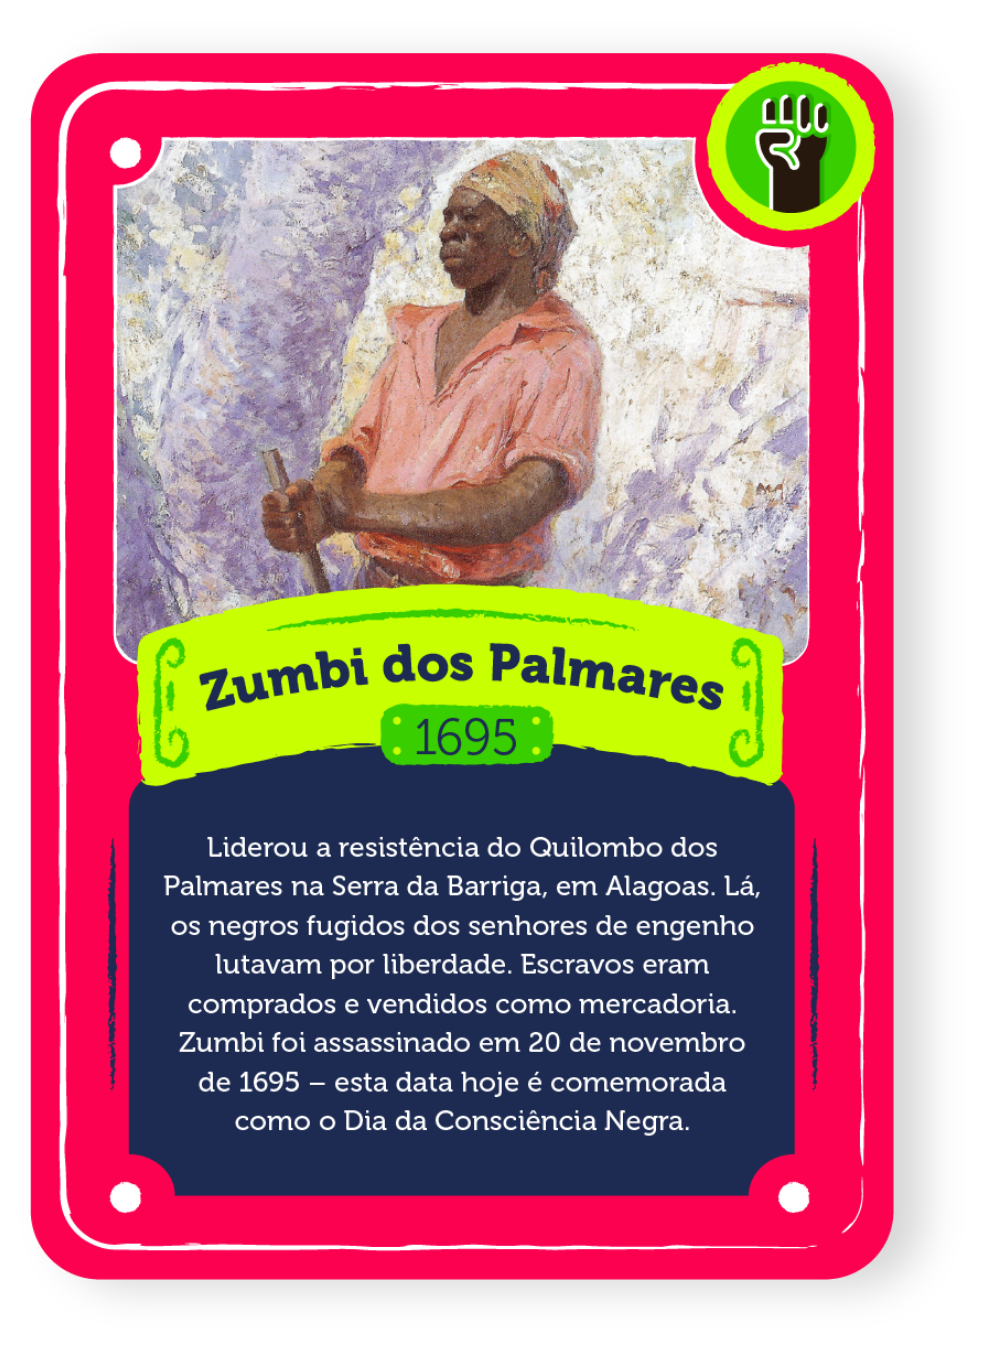 Zumbi dos Palmares
1695
Liderou a resistência do Quilombo dos
Palmares na Serra da Barriga, em Alagoas. Lá,
os negros fugidos dos senhores de engenho
lutavam por liberdade. Escravos eram
comprados e vendidos como mercadoria.
Zumbi foi assassinado em 20 de novembro
de 1695 – esta data hoje é comemorada
como o Dia da Consciência Negra.